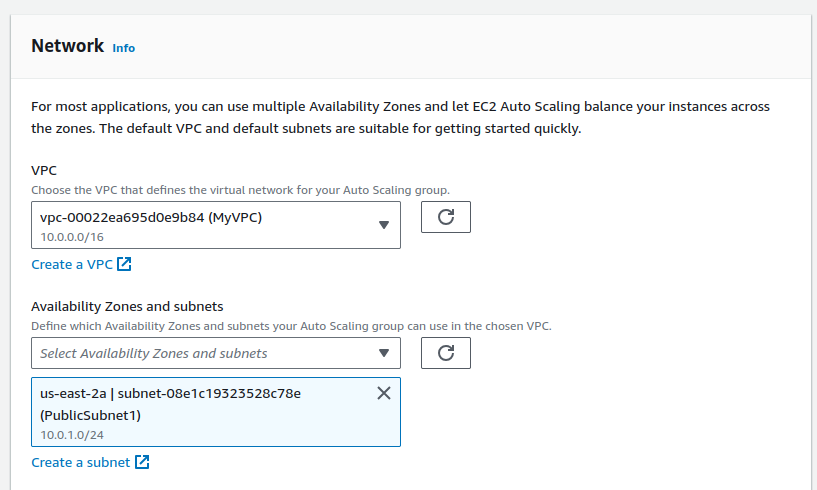 Network Info
For most applications, you can use multiple Availability Zones and let EC2 Auto Scaling balance your instances across
the zones. The default VPC and default subnets are suitable for getting started quickly.
VPC
Choose the VPC that defines the virtual network for your Auto Scaling group.
vpc-00022ea695d0e9b84 (MyVPC)
10.0.0.0/16
Create a VPC
Availability Zones and subnets
Define which Availability Zones and subnets your Auto Scaling group can use in the chosen VPC.
Select Availability Zones and subnets
us-east-2a | subnet-08e1c19323528c78e
(PublicSubnet1)
10.0.1.0/24
Create a subnet